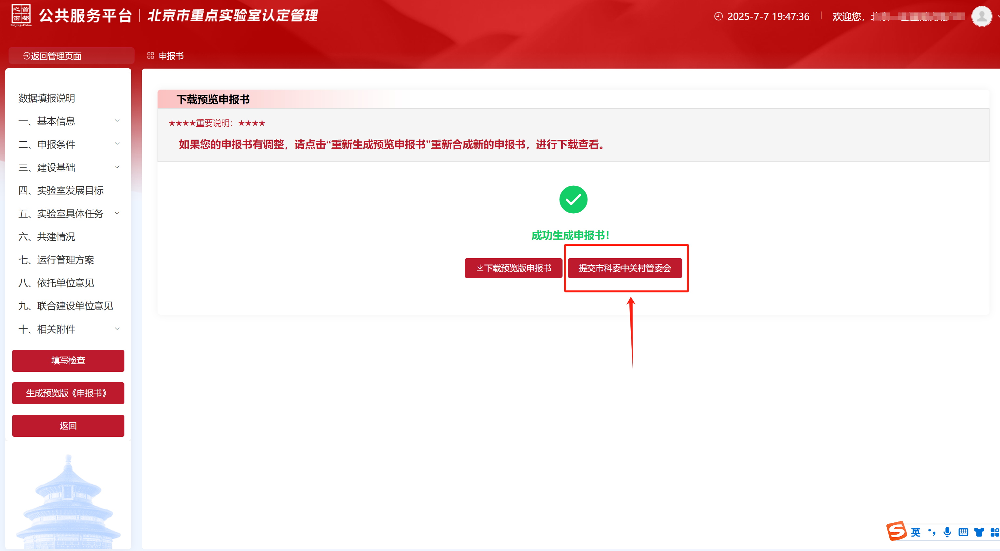 首都之窗
Beijing-China
公共服务平台
北京市重点实验室认定管理
2025-7-7 19:47:36
欢迎您，
返回管理页面
申报书
数据填报说明
一、基本信息
二、申报条件
三、建设基础
四、实验室发展目标
五、实验室具体任务
六、共建情况
七、运行管理方案
八、依托单位意见
九、联合建设单位意见
十、相关附件
填写检查
生成预览版《申报书》
返回
下载预览申报书
★★★★重要说明：★★★★
如果您的申报书有调整，请点击“重新生成预览申报书”重新合成新的申报书，进行下载查看。
成功生成申报书！
下载预览版申报书
提交市科委中关村管委会
S
英